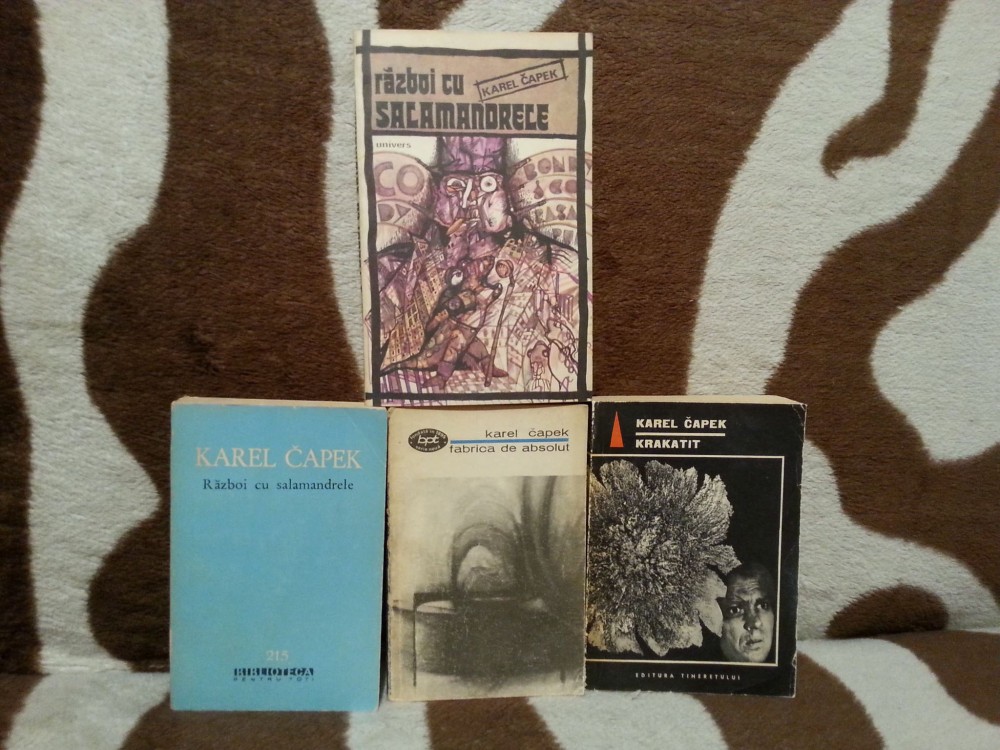 război cu
KAREL ČAPEK
SALAMANDRELE
univers
CO
KAREL ČAPEK
Război cu salamandrele
215
BIBLIOTECA
PENTRU TOȚI
bpt
karel čapek
fabrica de absolut
KAREL ČAPEK
KRAKATIT
EDITURA TINERETULUI